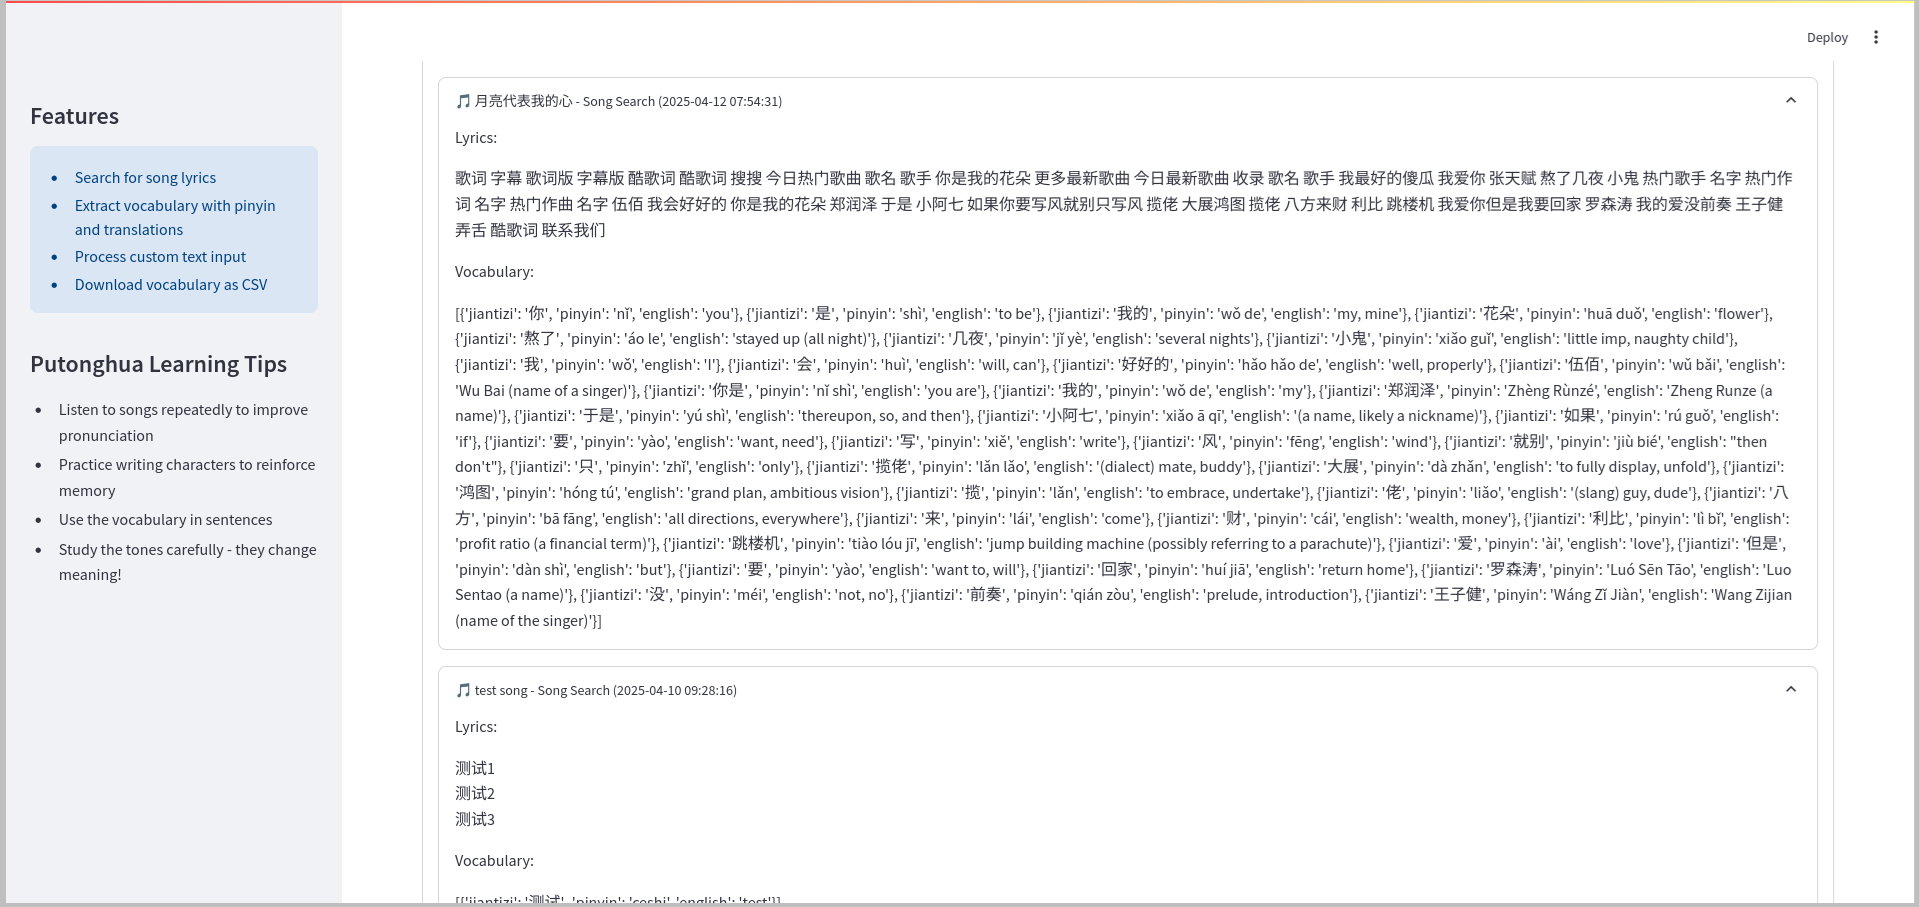 Deploy
Features
Search for song lyrics
Extract vocabulary with pinyin
and translations
Process custom text input
Download vocabulary as CSV
Putonghua Learning Tips
Listen to songs repeatedly to improve
pronunciation
Practice writing characters to reinforce
memory
Use the vocabulary in sentences
Study the tones carefully - they change
meaning!
🎵 月亮代表我的心 - Song Search (2025-04-12 07:54:31)
Lyrics:
歌词 字幕 歌词版 字幕版 酷歌词 酷歌词 搜搜 今日热门歌曲 歌名 歌手 你是我的花朵 更多最新歌曲 今日最新歌曲 收录 歌名 歌手 我最好的傻瓜 我爱你 张天赋 熬了几夜 小鬼 热门歌手 名字 热门作
词 名字 热门作曲 名字 伍佰 我会好好的 你是我的花朵 郑润泽 于是 小阿七 如果你要写风就别只写风 揽佬 大展鸿图 揽佬 八方来财 利比 跳楼机 我爱你但是我要回家 罗森涛 我的爱没前奏 王子健
弄舌 酷歌词 联系我们
Vocabulary:
[{'jiantizi': '你', 'pinyin': 'nǐ', 'english': 'you'}, {'jiantizi': '是', 'pinyin': 'shì', 'english': 'to be'}, {'jiantizi': '我的', 'pinyin': 'wǒ de', 'english': 'my, mine'}, {'jiantizi': '花朵', 'pinyin': 'huā duǒ', 'english': 'flower'},
{'jiantizi': '熬了', 'pinyin': 'áo le', 'english': 'stayed up (all night)'}, {'jiantizi': '几夜', 'pinyin': 'jǐ yè', 'english': 'several nights'}, {'jiantizi': '小鬼', 'pinyin': 'xiǎo guǐ', 'english': 'little imp, naughty child'},
{'jiantizi': '我', 'pinyin': 'wǒ', 'english': 'I'}, {'jiantizi': '会', 'pinyin': 'huì', 'english': 'will, can'}, {'jiantizi': '好好的', 'pinyin': 'hǎo hǎo de', 'english': 'well, properly'}, {'jiantizi': '伍佰', 'pinyin': 'wǔ bǎi', 'english':
'Wu Bai (name of a singer)'}, {'jiantizi': '你是', 'pinyin': 'nǐ shì', 'english': 'you are'}, {'jiantizi': '我的', 'pinyin': 'wǒ de', 'english': 'my'}, {'jiantizi': '郑润泽', 'pinyin': 'Zhèng Rùnzé', 'english': 'Zheng Runze (a
name)'}, {'jiantizi': '于是', 'pinyin': 'yú shì', 'english': 'thereupon, so, and then'}, {'jiantizi': '小阿七', 'pinyin': 'xiǎo ā qī', 'english': '(a name, likely a nickname)'}, {'jiantizi': '如果', 'pinyin': 'rú guǒ', 'english':
'if'}, {'jiantizi': '要', 'pinyin': 'yào', 'english': 'want, need'}, {'jiantizi': '写', 'pinyin': 'xiě', 'english': 'write'}, {'jiantizi': '风', 'pinyin': 'fēng', 'english': 'wind'}, {'jiantizi': '就别', 'pinyin': 'jiù bié', 'english': "then
don't"}, {'jiantizi': '只', 'pinyin': 'zhǐ', 'english': 'only'}, {'jiantizi': '揽佬', 'pinyin': 'lǎn lǎo', 'english': '(dialect) mate, buddy'}, {'jiantizi': '大展', 'pinyin': 'dà zhǎn', 'english': 'to fully display, unfold'}, {'jiantizi':
'鸿图', 'pinyin': 'hóng tú', 'english': 'grand plan, ambitious vision'}, {'jiantizi': '揽', 'pinyin': 'lǎn', 'english': 'to embrace, undertake'}, {'jiantizi': '佬', 'pinyin': 'liǎo', 'english': '(slang) guy, dude'}, {'jiantizi': '八
方', 'pinyin': 'bā fāng', 'english': 'all directions, everywhere'}, {'jiantizi': '来', 'pinyin': 'lái', 'english': 'come'}, {'jiantizi': '财', 'pinyin': 'cái', 'english': 'wealth, money'}, {'jiantizi': '利比', 'pinyin': 'lì bǐ', 'english':
'profit ratio (a financial term)'}, {'jiantizi': '跳楼机', 'pinyin': 'tiào lóu jī', 'english': 'jump building machine (possibly referring to a parachute)'}, {'jiantizi': '爱', 'pinyin': 'ài', 'english': 'love'}, {'jiantizi': '但是',
'pinyin': 'dàn shì', 'english': 'but'}, {'jiantizi': '要', 'pinyin': 'yào', 'english': 'want to, will'}, {'jiantizi': '回家', 'pinyin': 'huí jiā', 'english': 'return home'}, {'jiantizi': '罗森涛', 'pinyin': 'Luó Sēn Tāo', 'english': 'Luo
Sentao (a name)'}, {'jiantizi': '没', 'pinyin': 'méi', 'english': 'not, no'}, {'jiantizi': '前奏', 'pinyin': 'qián zòu', 'english': 'prelude, introduction'}, {'jiantizi': '王子健', 'pinyin': 'Wáng Zǐ Jiàn', 'english': 'Wang Zijian
(name of the singer)'}]
🎵 test song - Song Search (2025-04-10 09:28:16)
Lyrics:
测试1
测试2
测试3
Vocabulary:
[{'jiantizi': '测试', 'pinyin': 'ceshi', 'english': 'test'}]